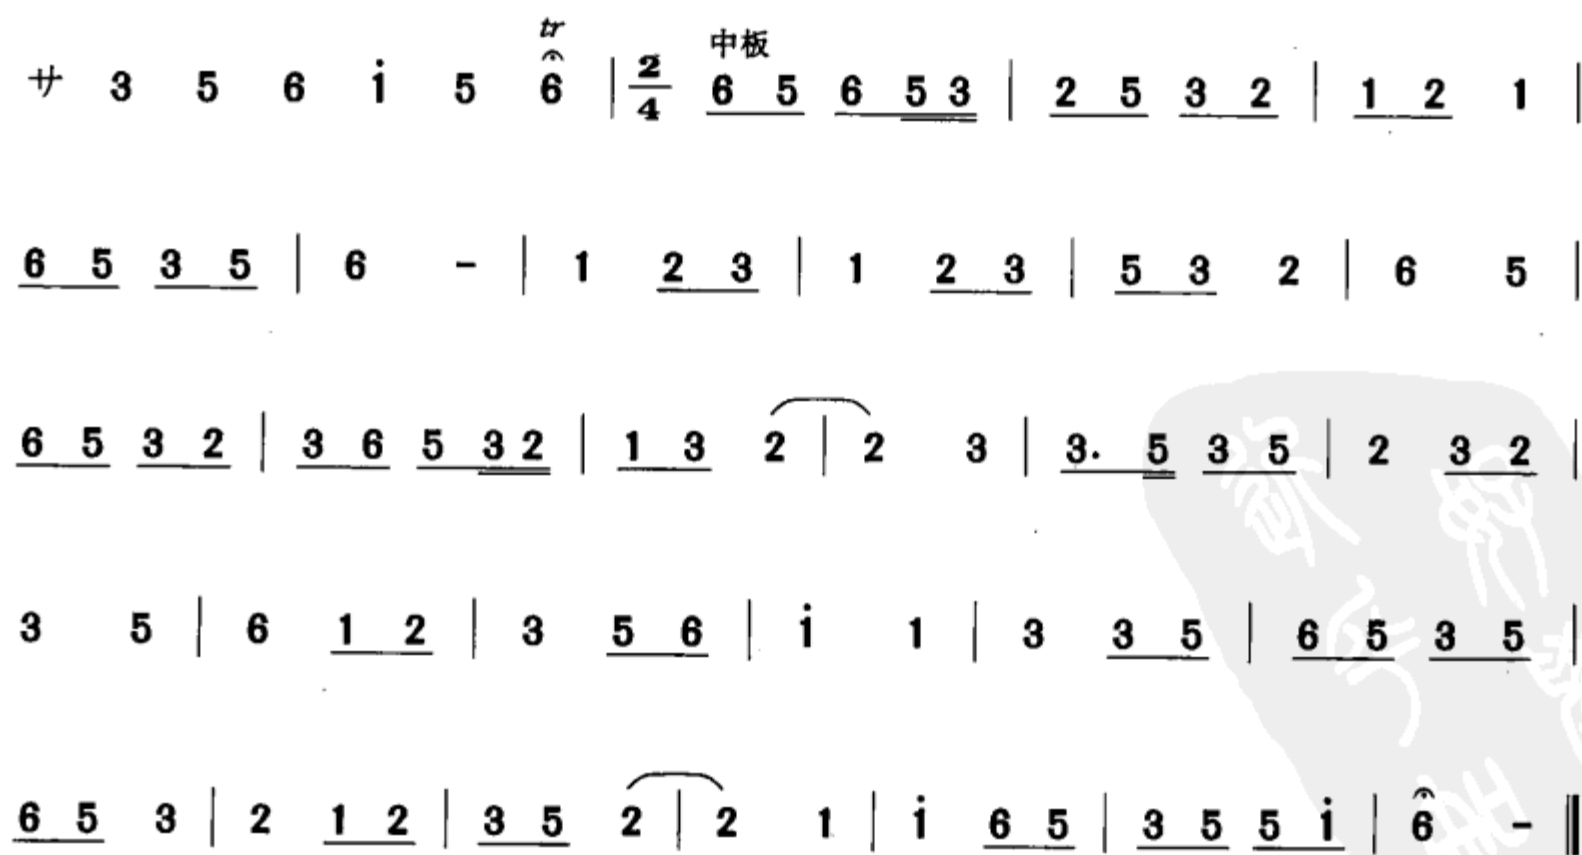 tr
中板
サ 3 5 6 i 5 6 | 2/4 6 5 6 5 3 | 2 5 3 2 | 1 2 1 |
6 5 3 5 | 6 - | 1 2 3 | 1 2 3 | 5 3 2 | 6 5 |
6 5 3 2 | 3 6 5 3 2 | 1 3 2 | 2 3 | 3. 5 3 5 | 2 3 2 |
3 5 | 6 1 2 | 3 5 6 | i 1 | 3 3 5 | 6 5 3 5 |
6 5 3 | 2 1 2 | 3 5 2 | 2 1 | i 6 5 | 3 5 5 i | 6 - ‖